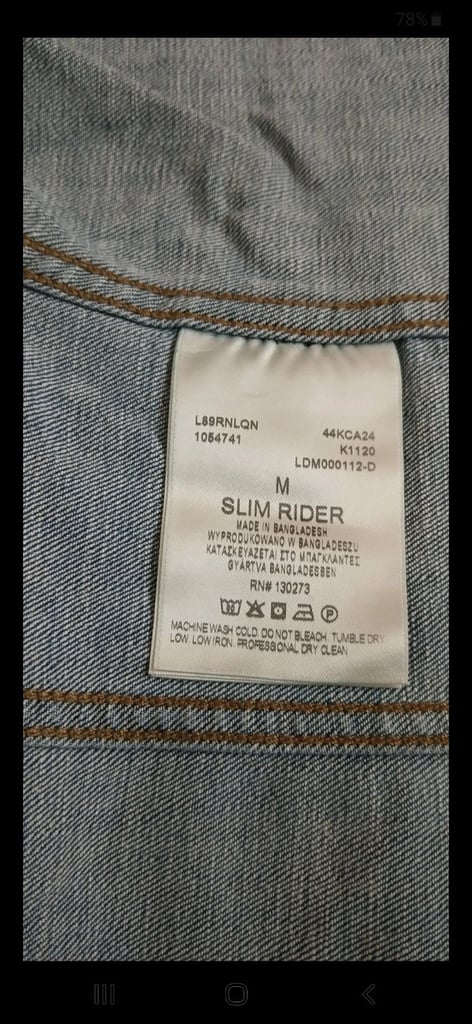 78%
L89RNLQN
1054741
44KCA24
K1120
LDM000112-D
M
SLIM RIDER
MADE IN BANGLADESH
WYPRODUKOWANO W BANGLADESZU
ΚΑΤΑΣΚΕΥΑΖΕΤΑΙ ΣΤΟ ΜΠΑΓΚΛΑΝΤΕΣ
GYÁRTVA BANGLADESBEN
RN# 130273
P
MACHINE WASH COLD. DO NOT BLEACH. TUMBLE DRY
LOW. LOW IRON. PROFESSIONAL DRY CLEAN